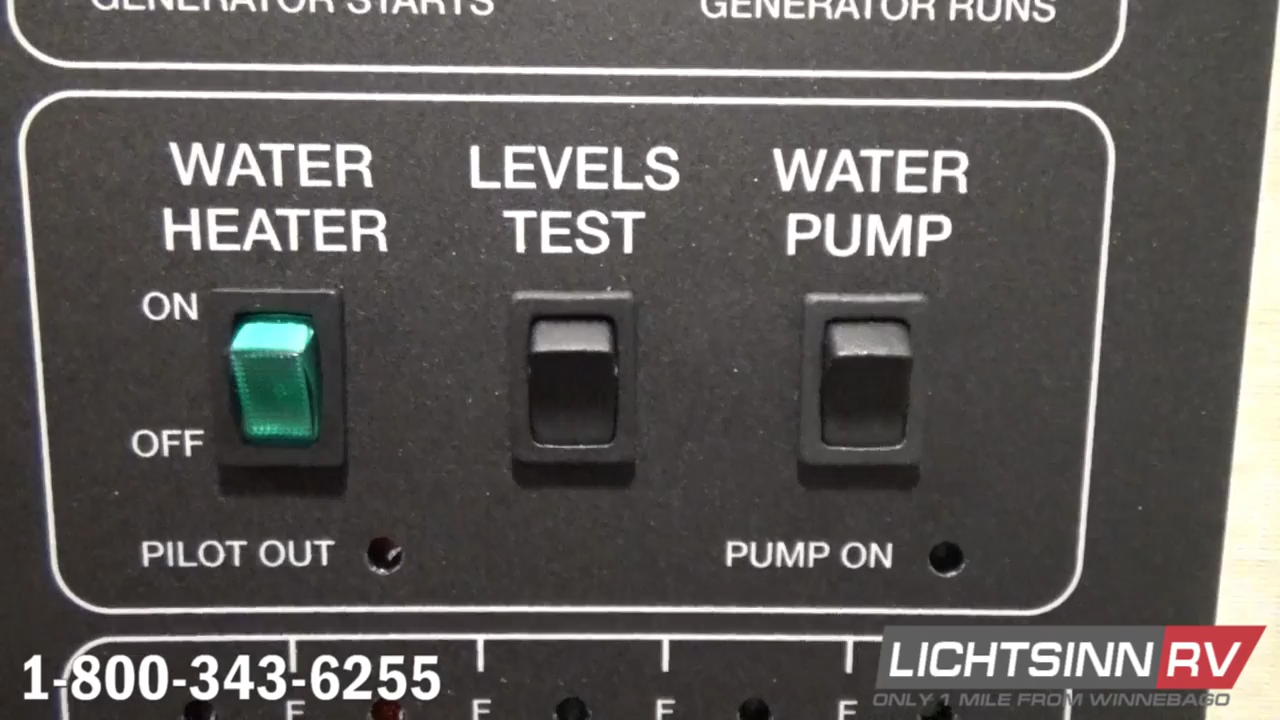 GENERATOR STARTS GENERATOR RUNS
WATER HEATER
LEVELS TEST
WATER PUMP
ON
OFF
PILOT OUT
PUMP ON
E E E E
1-800-343-6255
LICHTSINN RV
ONLY 1 MILE FROM WINNEBAGO